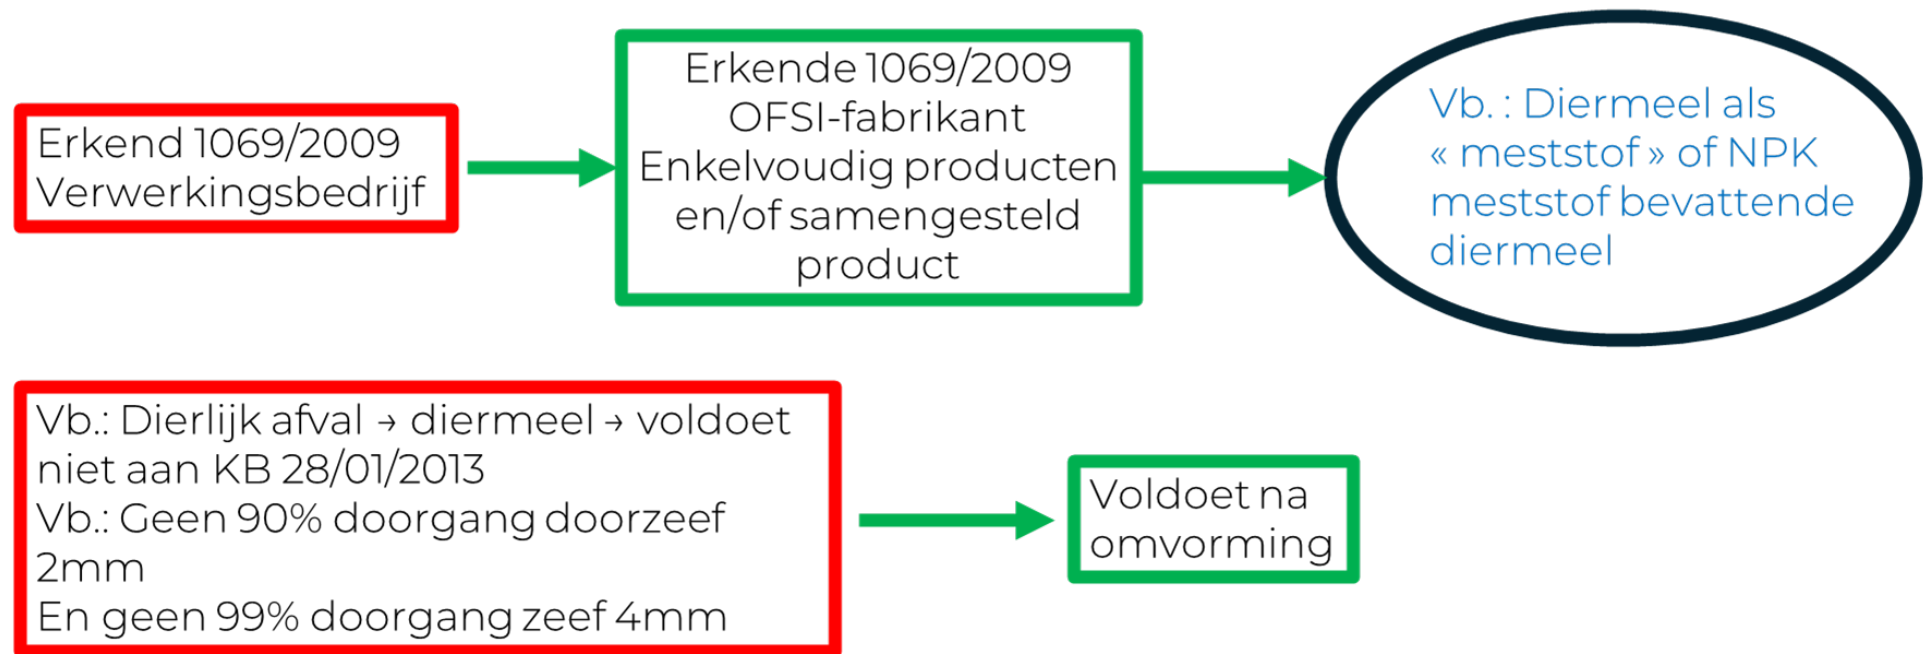 Erkend 1069/2009
Verwerkingsbedrijf
Erkende 1069/2009
OFSI-fabrikant
Enkelvoudig producten
en/of samengesteld
product
Vb. : Diermeel als
« meststof » of NPK
meststof bevattende
diermeel
Vb.: Dierlijk afval → diermeel → voldoet
niet aan KB 28/01/2013
Vb.: Geen 90% doorgang doorzeef
2mm
En geen 99% doorgang zeef 4mm
Voldoet na
omvorming